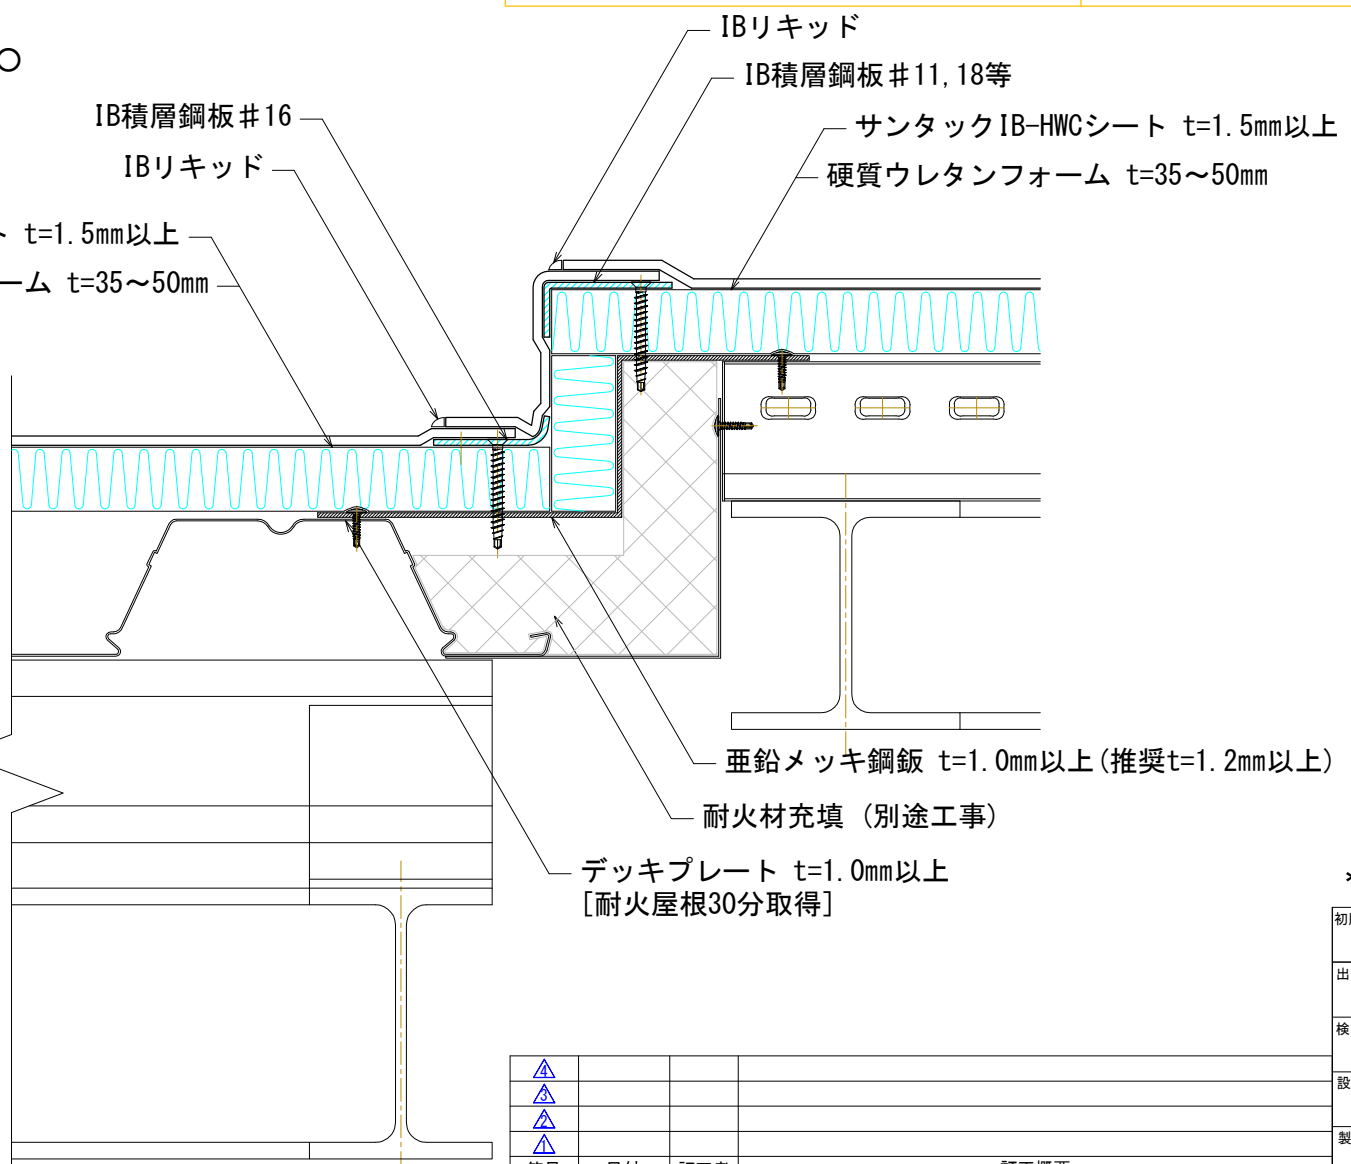 IBリキッド
IB積層鋼板♯11,18等
IB積層鋼板♯16
サンタックIB-HWCシート t=1.5mm以上
IBリキッド
硬質ウレタンフォーム t=35～50mm
ト t=1.5mm以上
ーム t=35～50mm
亜鉛メッキ鋼鈑 t=1.0mm以上(推奨t=1.2mm以上)
耐火材充填 (別途工事)
デッキプレート t=1.0mm以上
[耐火屋根30分取得]
*
初
出
検
設
製
4
3
2
1